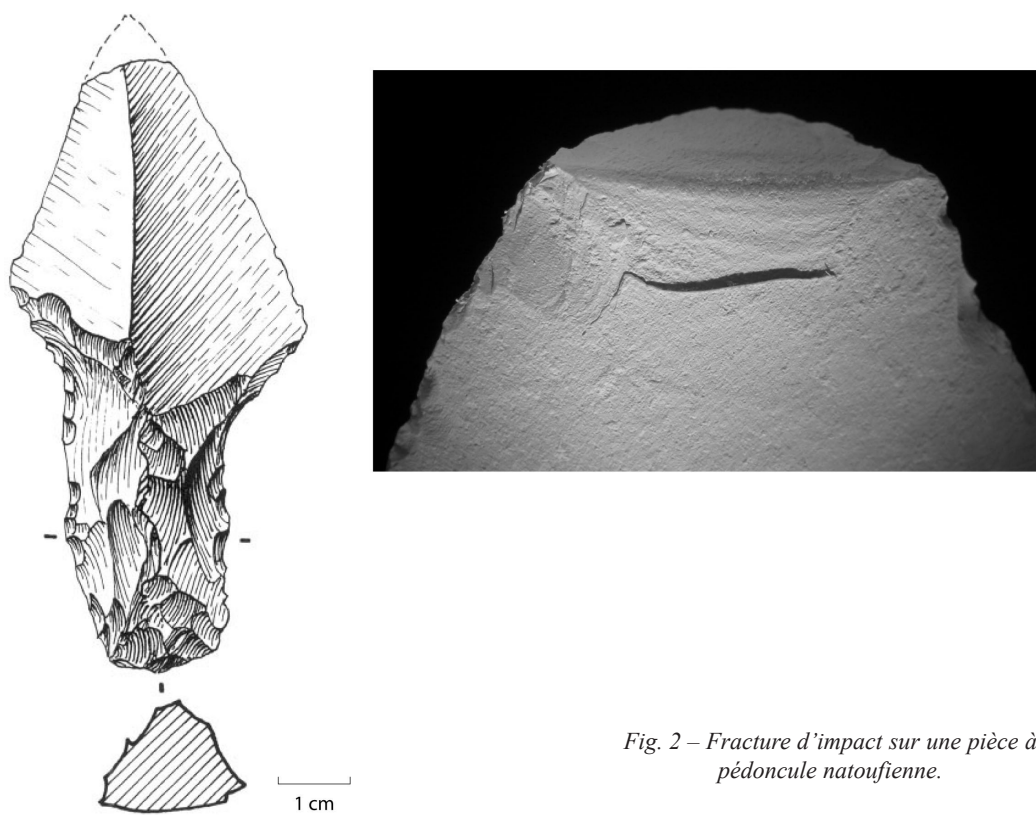 1 cm
Fig. 2 – Fracture d’impact sur une pièce à
pédoncule natoufienne.